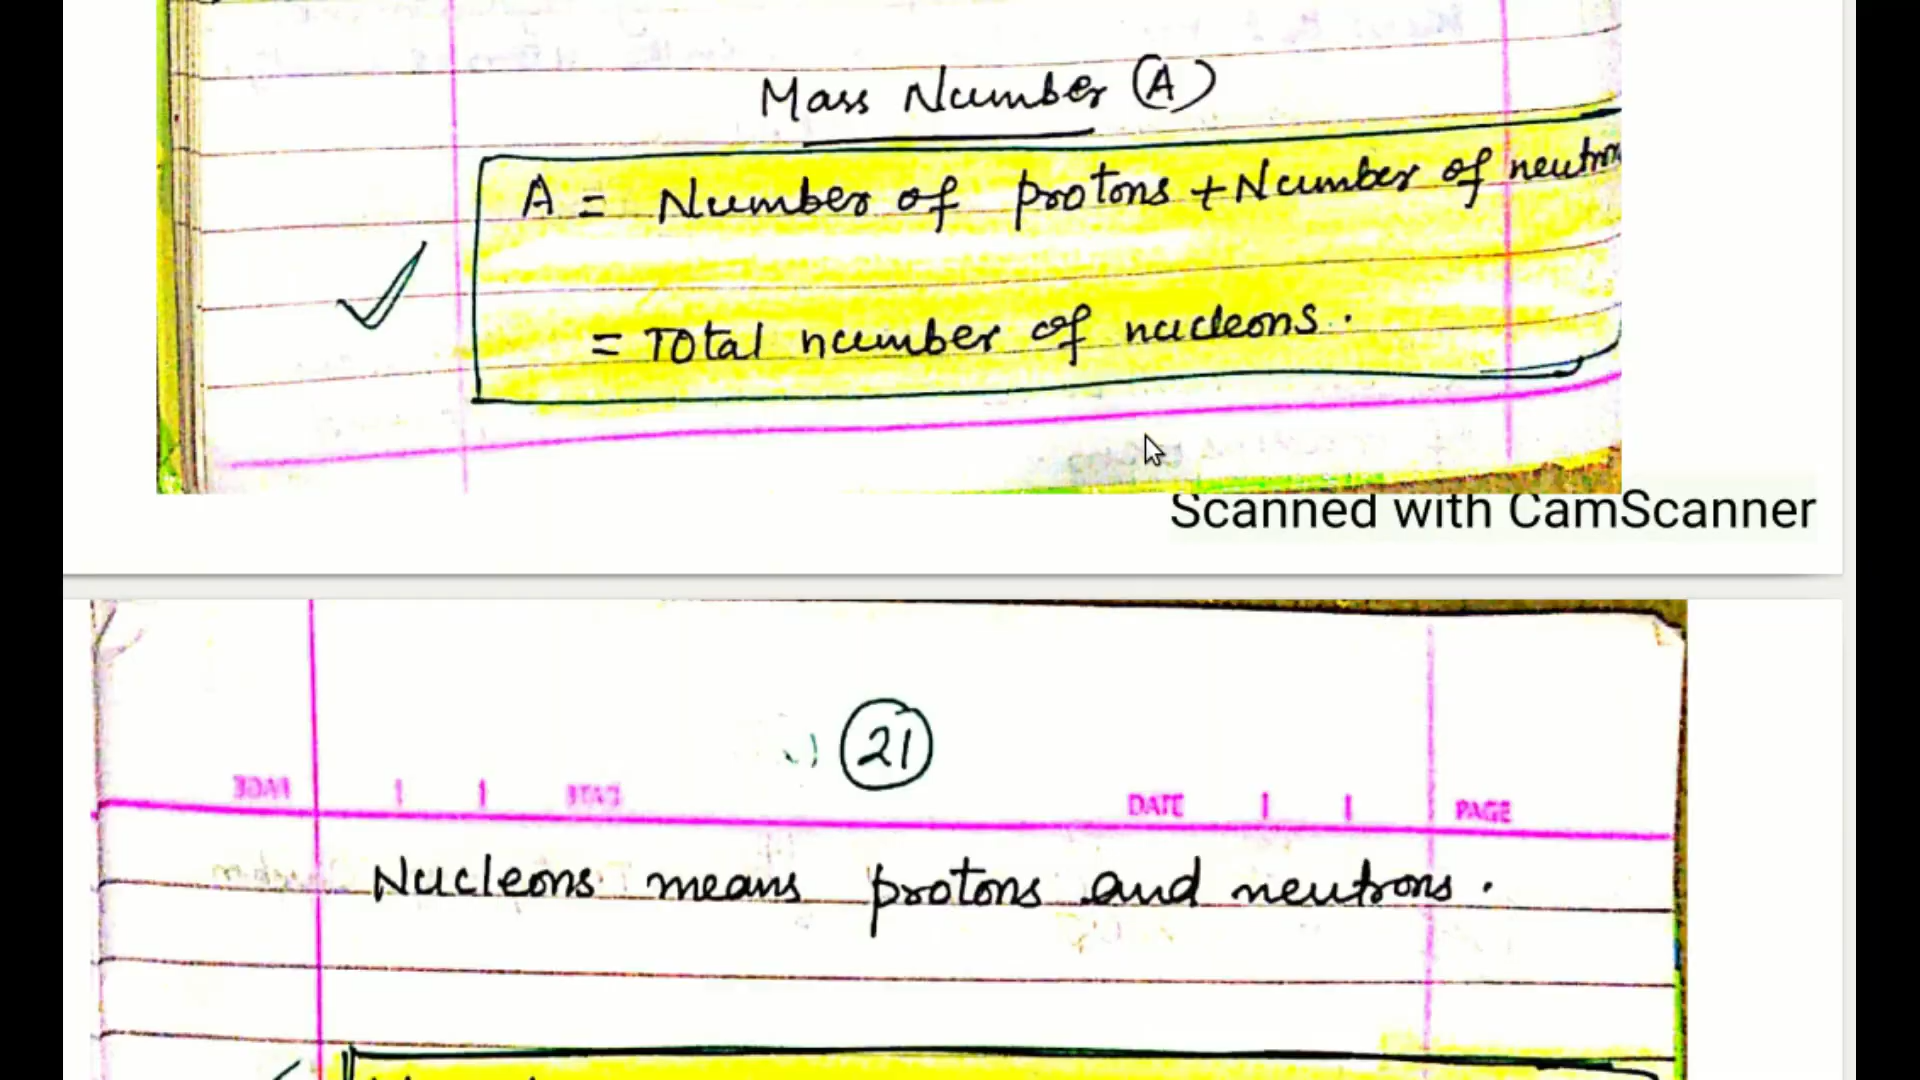 Mass Number (A)
A = Number of protons + Number of neutron
= Total number of nucleons.
Scanned with CamScanner
21
DATE PAGE
Nucleons means protons and neutrons.